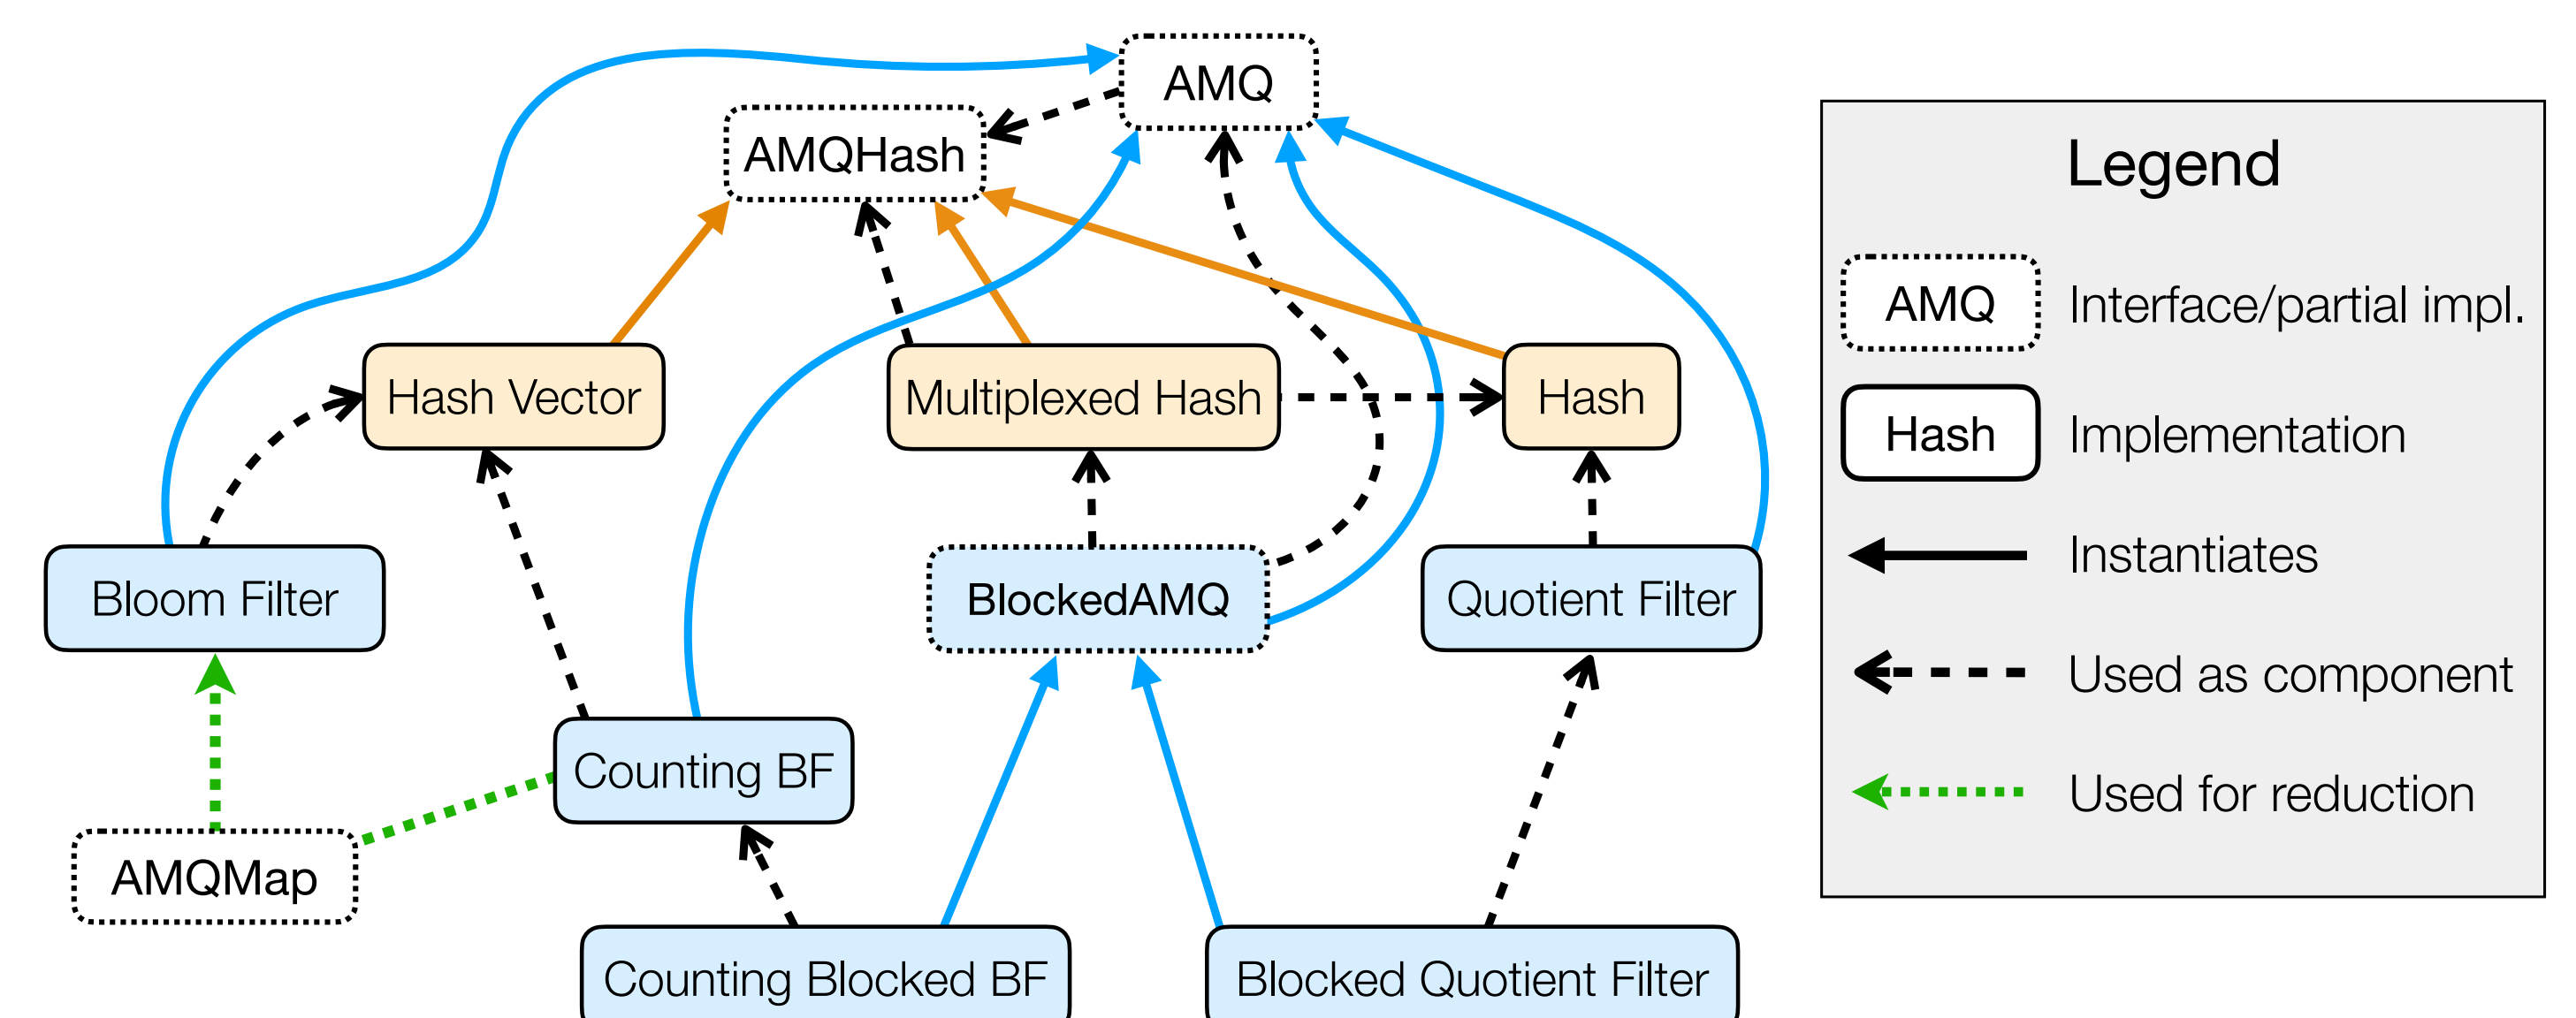 AMQ
AMQHash
Hash Vector
Multiplexed Hash
Hash
Bloom Filter
BlockedAMQ
Quotient Filter
Counting BF
AMQMap
Counting Blocked BF
Blocked Quotient Filter
Legend
AMQ
Interface/partial impl.
Hash
Implementation
Instantiates
Used as component
Used for reduction